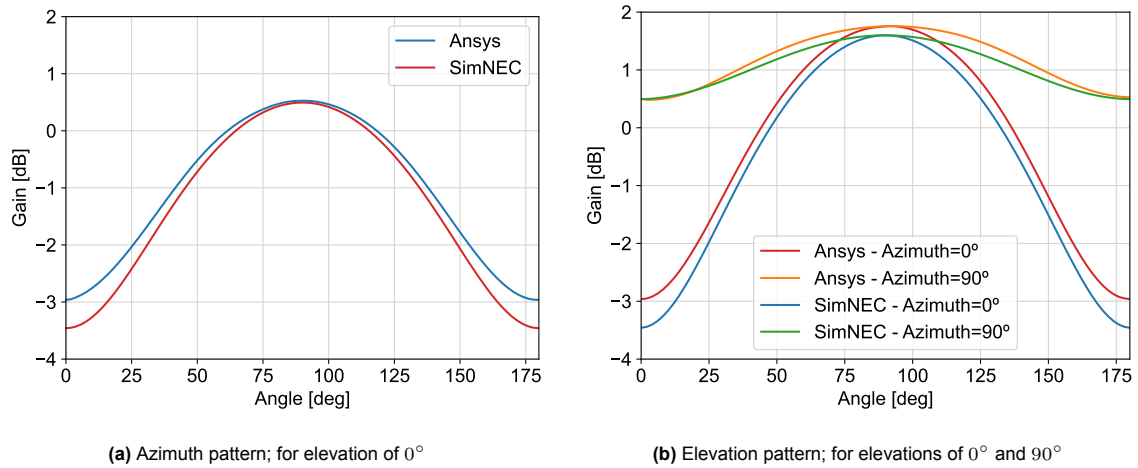 2
1
0
−1
−2
−3
−4
Gain [dB]
0 25 50 75 100 125 150 175
Angle [deg]
Ansys
SimNEC
(a) Azimuth pattern; for elevation of 0°
2
1
0
−1
−2
−3
−4
Gain [dB]
0 25 50 75 100 125 150 175
Angle [deg]
Ansys - Azimuth=0º
Ansys - Azimuth=90º
SimNEC - Azimuth=0º
SimNEC - Azimuth=90º
(b) Elevation pattern; for elevations of 0° and 90°